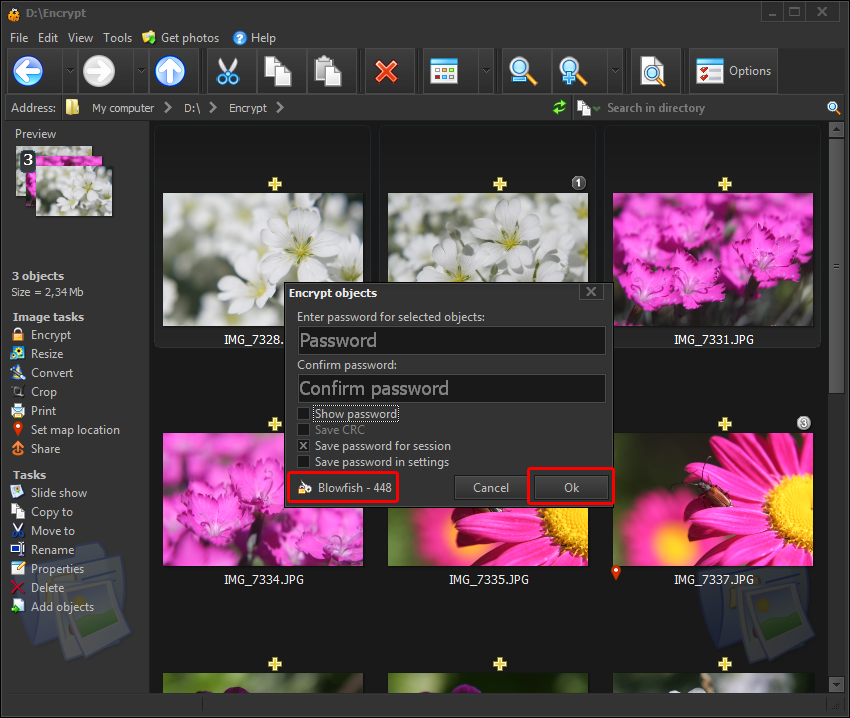 D:\Encrypt
File Edit View Tools Get photos Help
Options
Address: My computer D:\ Encrypt Search in directory
Preview
3
3 objects
Size = 2,34 Mb
Image tasks
Encrypt
Resize
Convert
Crop
Print
Set map location
Share
Tasks
Slide show
Copy to
Move to
Rename
Properties
Delete
Add objects
1
IMG_7328.
IMG_7331.JPG
Encrypt objects
Enter password for selected objects:
Password
Confirm password:
Confirm password
Show password
Save CRC
Save password for session
Save password in settings
Blowfish - 448
Cancel
Ok
3
IMG_7334.JPG
IMG_7335.JPG
IMG_7337.JPG